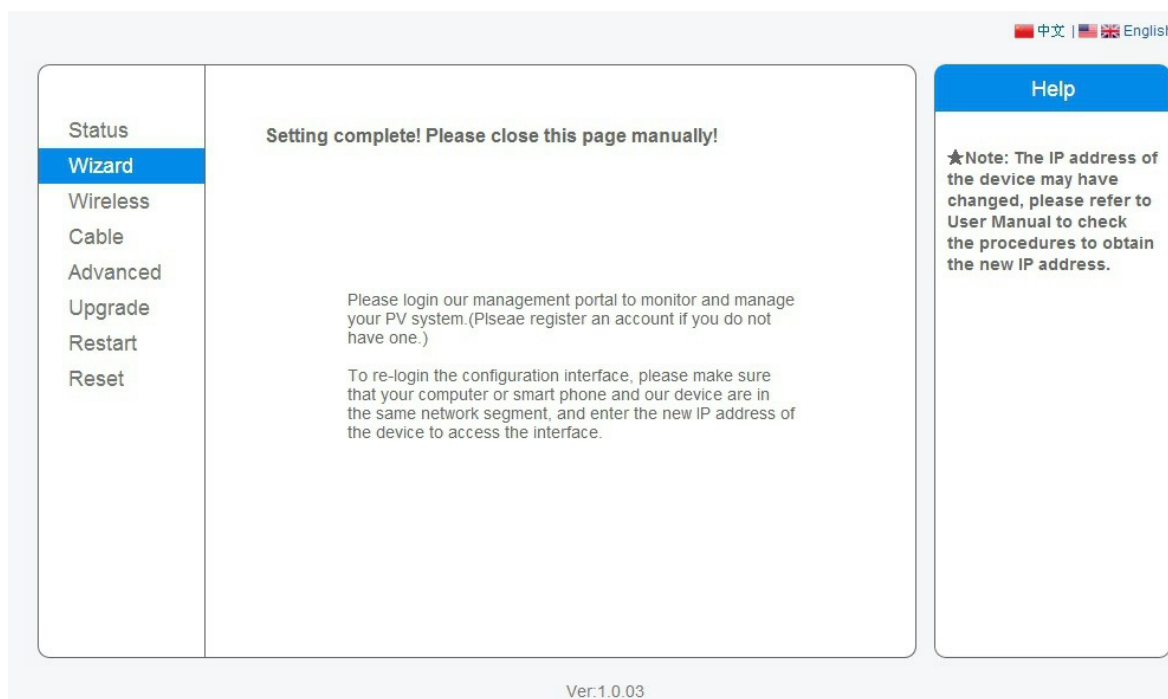 中文 | English
Help
Status
Wizard
Wireless
Cable
Advanced
Upgrade
Restart
Reset
Setting complete! Please close this page manually!
Please login our management portal to monitor and manage
your PV system.(Plseae register an account if you do not
have one.)
To re-login the configuration interface, please make sure
that your computer or smart phone and our device are in
the same network segment, and enter the new IP address of
the device to access the interface.
★Note: The IP address of
the device may have
changed, please refer to
User Manual to check
the procedures to obtain
the new IP address.
Ver:1.0.03